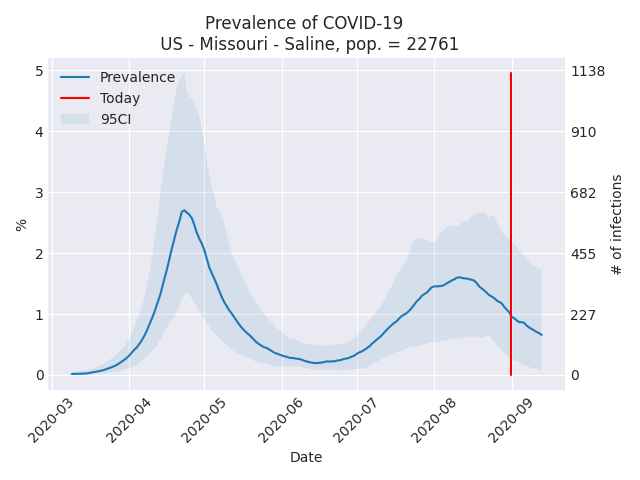 Prevalence of COVID-19
US - Missouri - Saline, pop. = 22761
Prevalence
Today
95CI
5
4
3
2
1
0
%
1138
910
682
455
227
0
# of infections
2020-03
2020-04
2020-05
2020-06
2020-07
2020-08
2020-09
Date